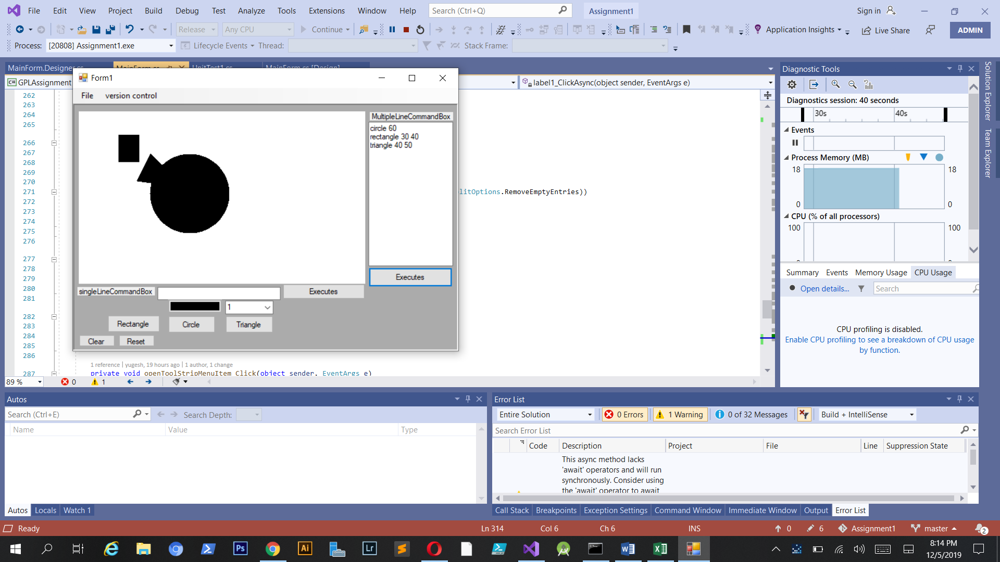 File Edit View Project Build Debug Test Analyze Tools Extensions Window Help Search (Ctrl+Q) Assignment1 Sign in
Release Any CPU Continue Application Insights Live Share ADMIN
Process: [20808] Assignment1.exe Lifecycle Events Thread: Stack Frame:
MainForm.Designer.cs MainForm.cs UnitTest1.cs MainForm.cs [Design]
C# GPLAssignment label1_ClickAsync(object sender, EventArgs e)
Form1
File version control
MultipleLineCommandBox
circle 60
rectangle 30 40
triangle 40 50
Executes
singleLineCommandBox Executes
1
Rectangle Circle Triangle
Clear Reset
262
263
264
265
266
267
268
269
270
271 litOptions.RemoveEmptyEntries))
272
273
274
275
276
277
278
279
280
281
282
283
284
285
286
1 reference | yugesh, 19 hours ago | 1 author, 1 change
287 private void openToolStripMenuItem_Click(object sender, EventArgs e)
89 % 0 1
Diagnostic Tools
Diagnostics session: 40 seconds
30s 40s
Events
Process Memory (MB)
18 18
0 0
CPU (% of all processors)
100 100
Summary Events Memory Usage CPU Usage
Open details... Search
CPU profiling is disabled.
Enable CPU profiling to see a breakdown of CPU usage
by function.
Solution Explorer
Team Explorer
Autos
Search (Ctrl+E) Search Depth:
Name Value Type
Autos Locals Watch 1
Error List
Entire Solution 0 Errors 1 Warning 0 of 32 Messages Build + IntelliSense
Search Error List
Code Description Project File Line Suppression State
This async method lacks
'await' operators and will run
synchronously. Consider using
the 'await' operator to await
Call Stack Breakpoints Exception Settings Command Window Immediate Window Output Error List
Ready Ln 314 Col 6 Ch 6 INS 0 6 Assignment1 master 2
Ps Ai Lr
8:14 PM
12/5/2019